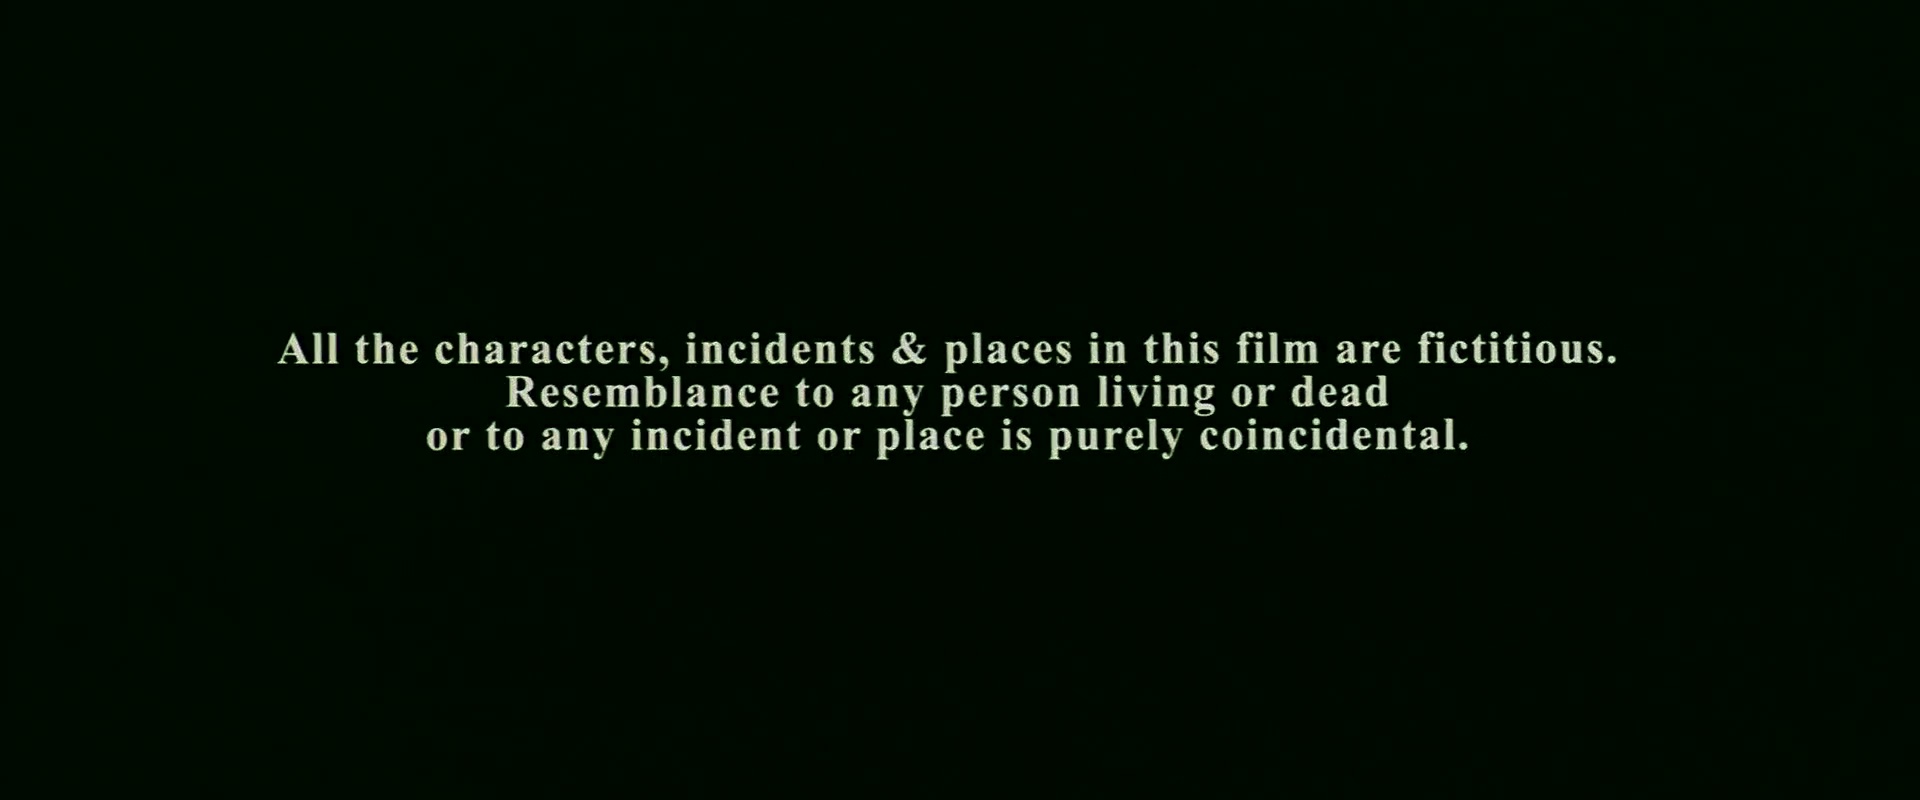 All the characters, incidents & places in this film are fictitious.
Resemblance to any person living or dead
or to any incident or place is purely coincidental.